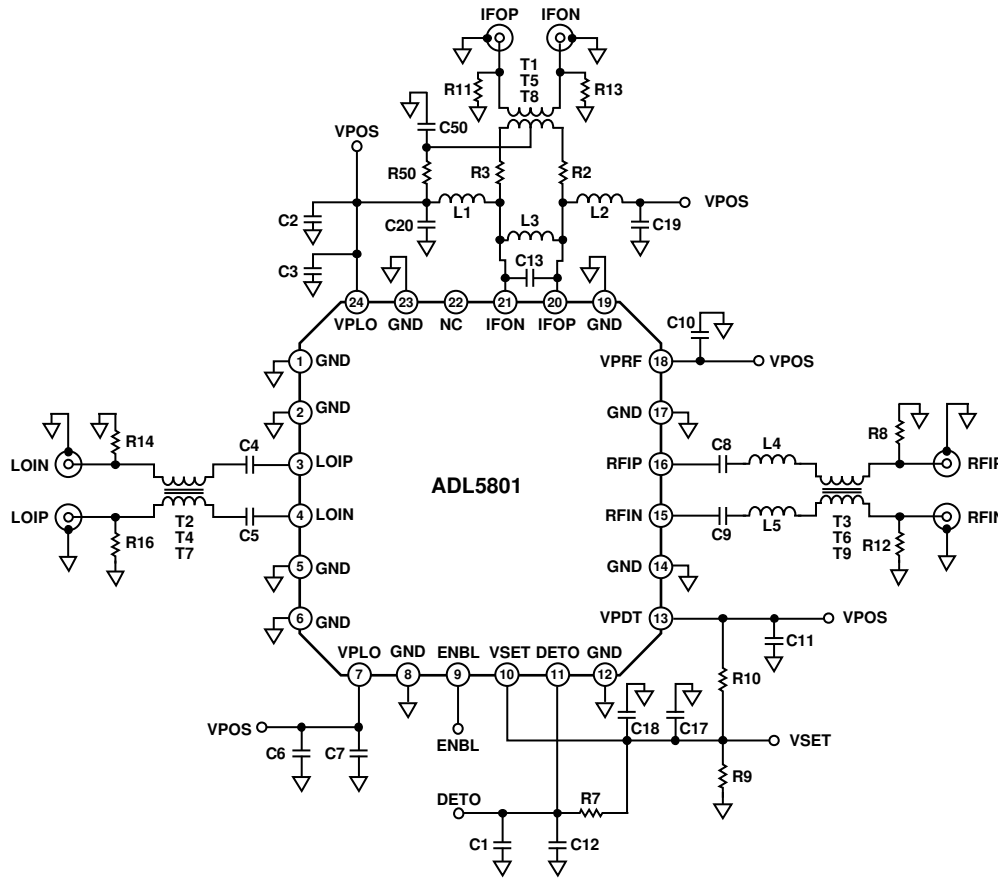 IFOP IFON
R11 T1 R13
T5
T8
C50
VPOS
R50 R3 R2
L1 L2 VPOS
C2 C20 L3 C19
C3 C13
24 23 22 21 20 19
VPLO GND NC IFON IFOP GND
C10
1 GND VPRF 18 VPOS
2 GND GND 17
R14 R8
LOIN C4 3 LOIP RFIP 16 C8 L4 RFIP
ADL5801
LOIP C5 4 LOIN RFIN 15 C9 L5 RFIN
R16 T2 T3 R12
T4 T6
T7 T9
5 GND GND 14
6 GND VPDT 13 VPOS
C11
VPLO GND ENBL VSET DETO GND
7 8 9 10 11 12
R10
C18 C17
VPOS
C6 C7 ENBL VSET
R9
DETO R7
C1 C12